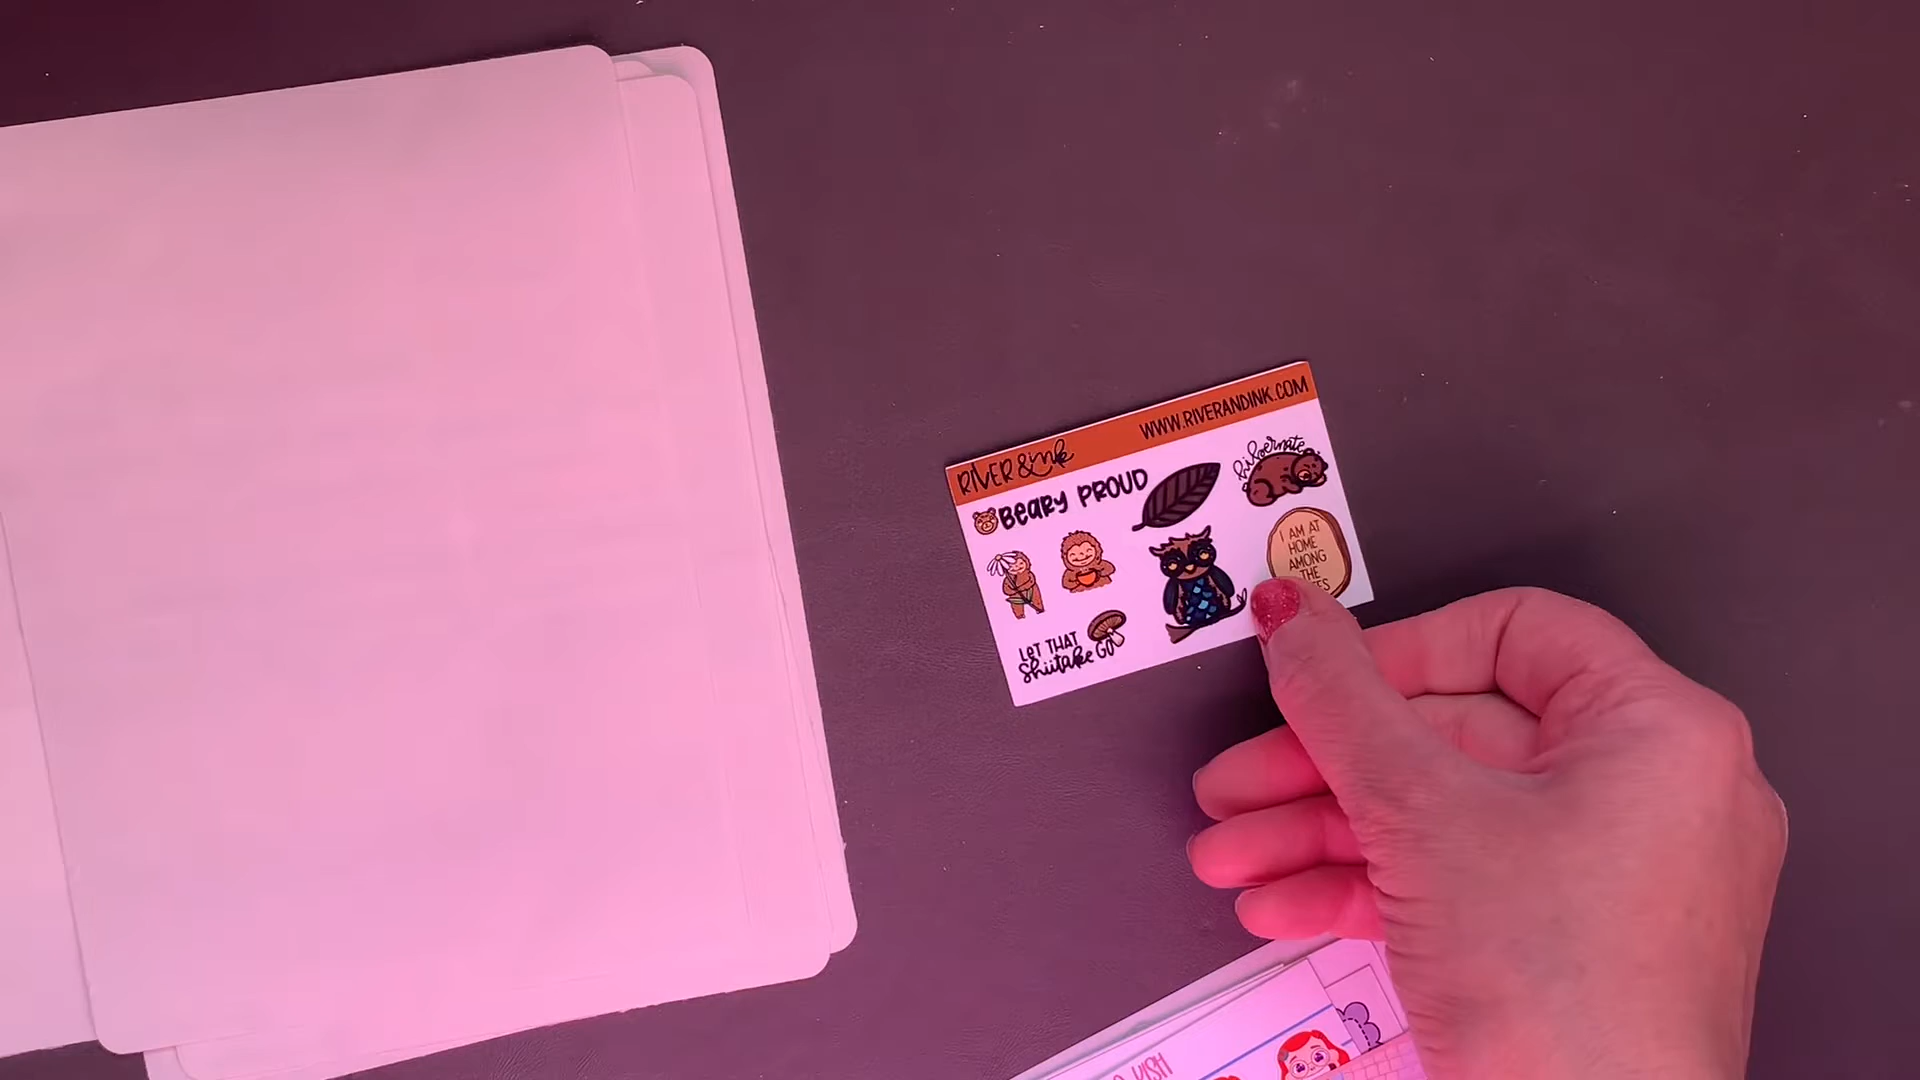 RIVER & ink
WWW.RIVERANDINK.COM
BEARY PROUD
hibernate
I AM AT
HOME
AMONG
THE
LET THAT
Shiitake GO